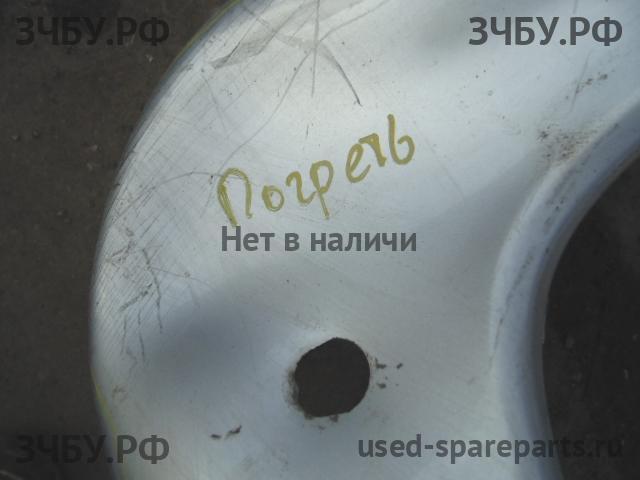 ЗЧБУ.РФ ЗЧБУ.РФ
Погреть
Нет в наличи
ЗЧБУ.РФ used-spareparts.ru